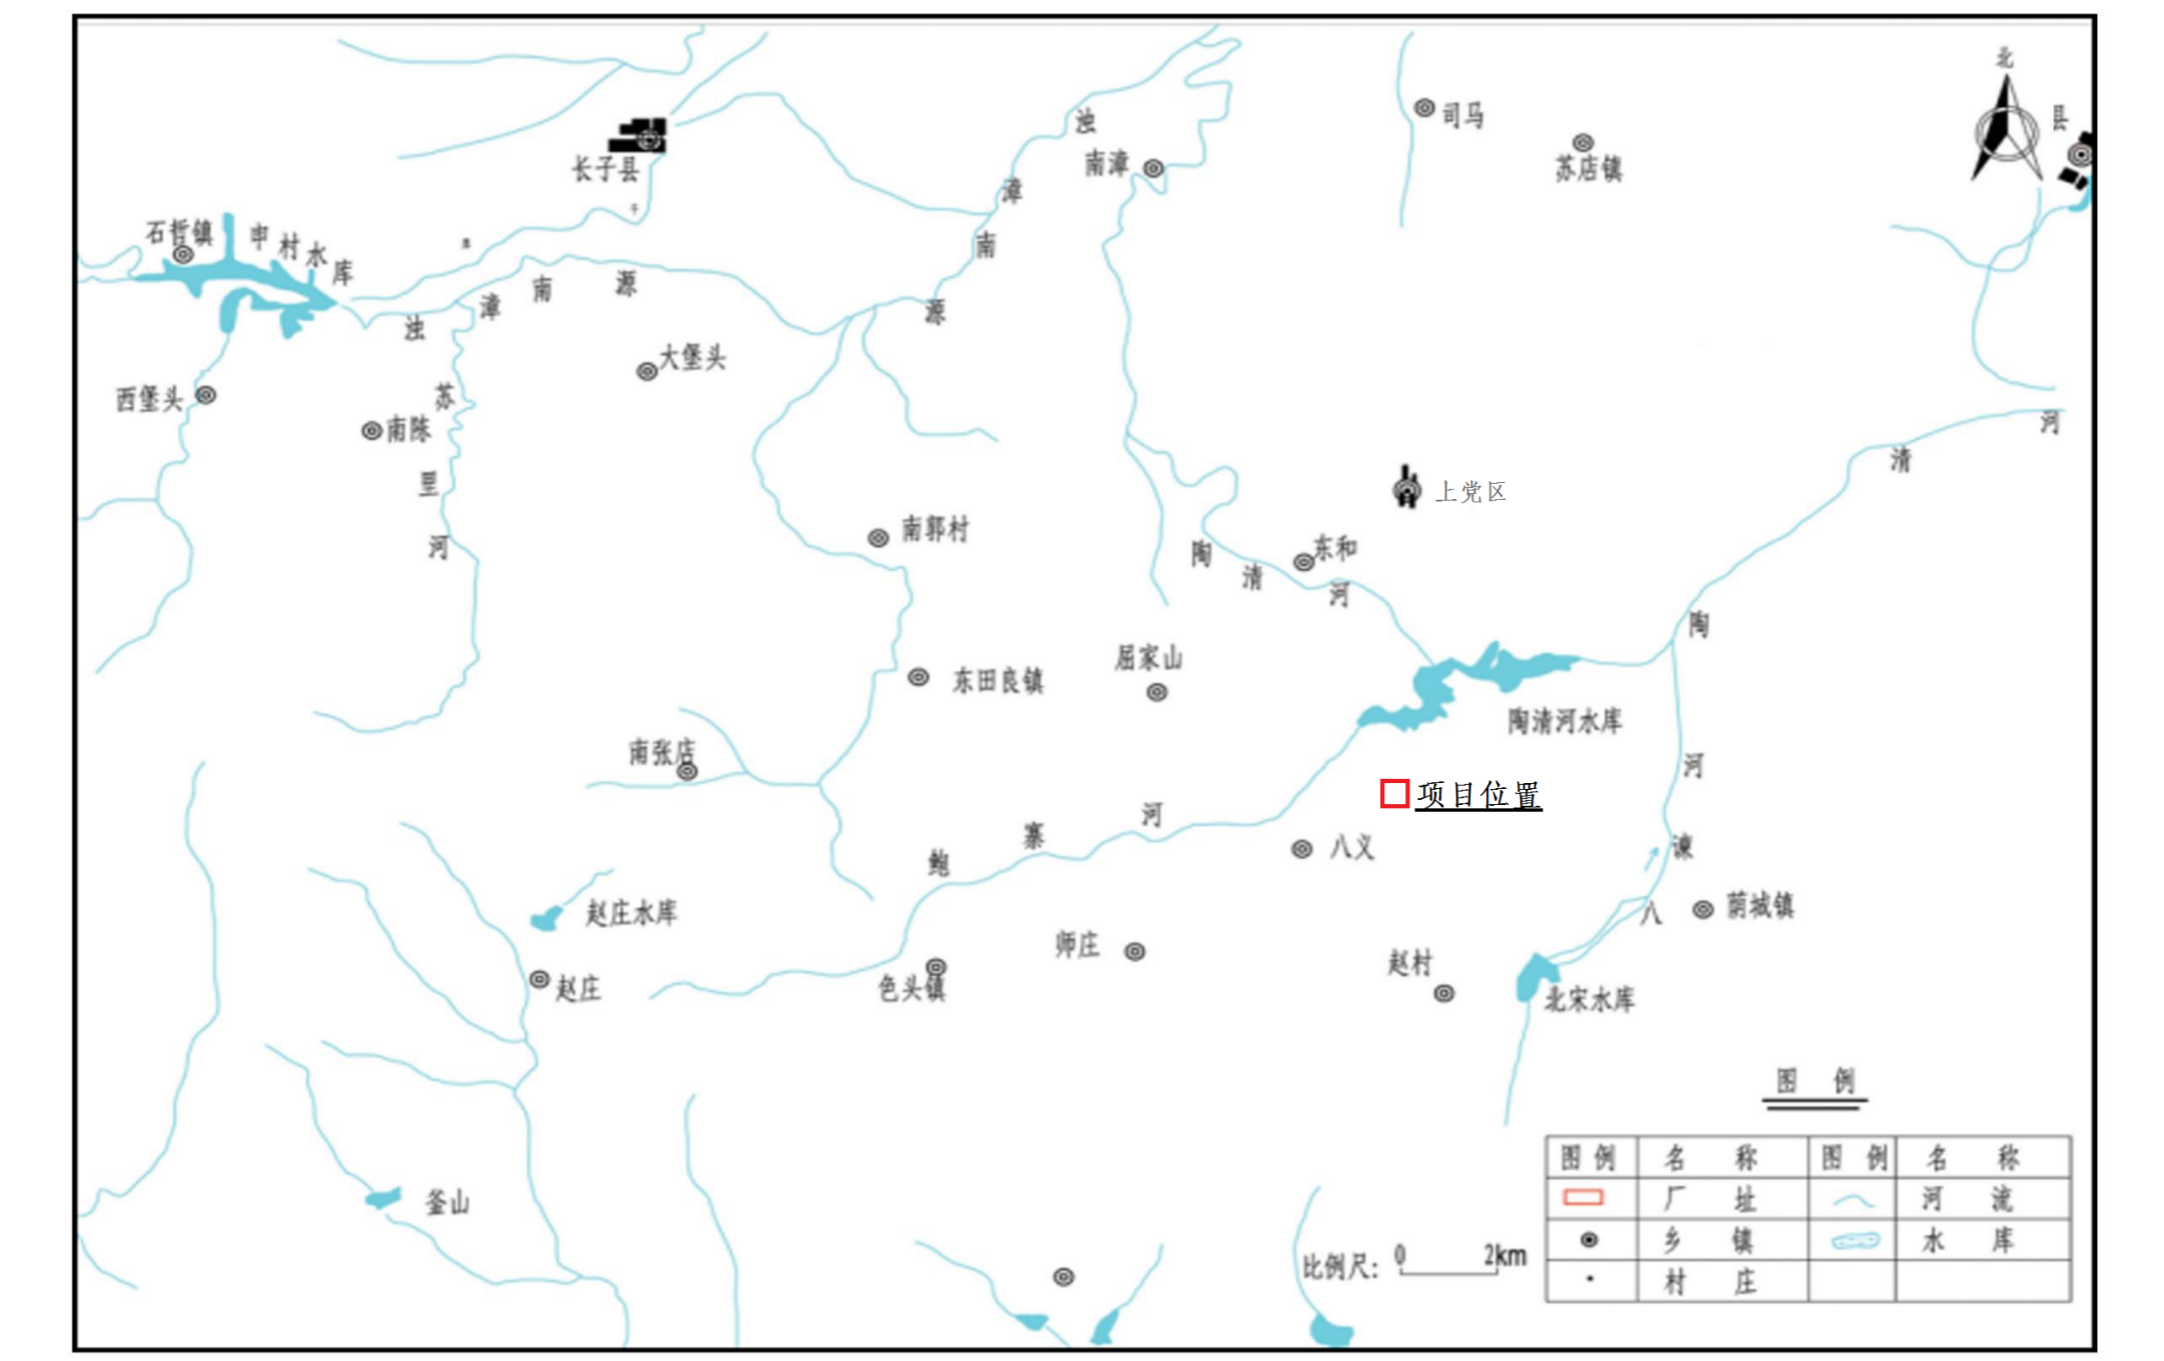 北
县
浊
司马
南漳
苏店镇
长子县
漳
干
石哲镇
申村水库
库
南
源
浊漳南源
大堡头
西堡头
苏里河
南陈
清河
上党区
南郭村
东和
陶清河
陶
屈家山
东田良镇
陶清河水库
南张店
河
项目位置
鲍寨河
八义
谏
八
荫城镇
赵庄水库
师庄
赵村
赵庄
色头镇
北宋水库
图 例
图例 名 称 图 例 名 称
厂 址 河 流
乡 镇 水 库
村 庄
釜山
比例尺: 0 2km